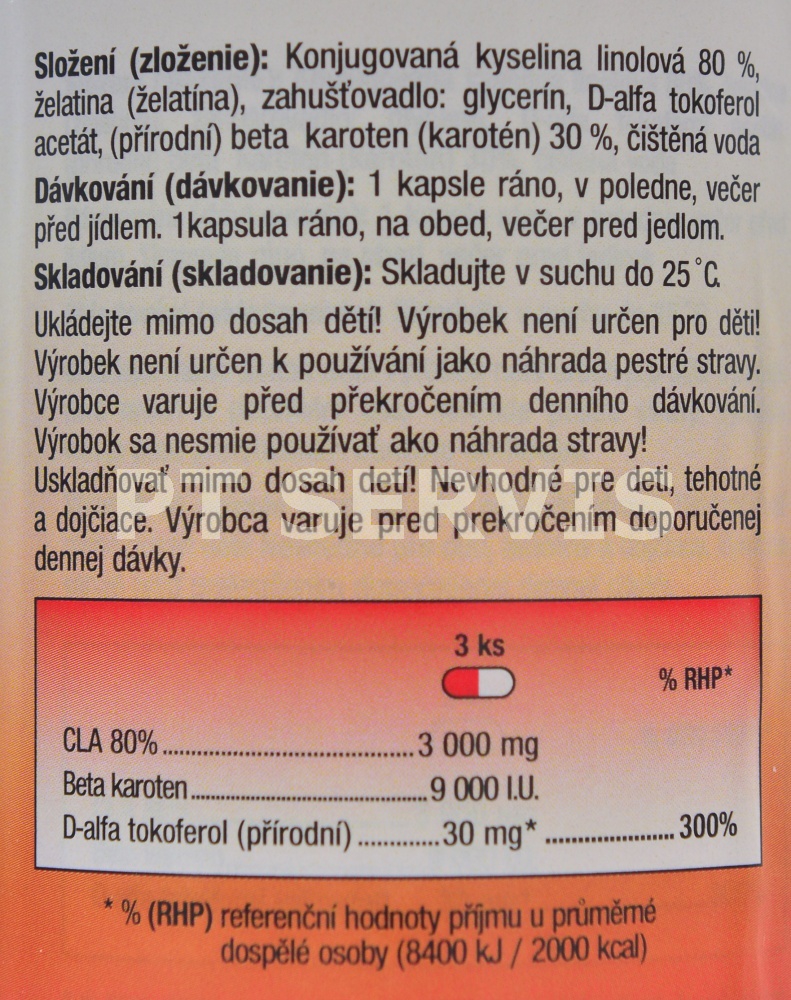 Složení (zloženie): Konjugovaná kyselina linolová 80 %,
želatina (želatína), zahušťovadlo: glycerín, D-alfa tokoferol
acetát, (přírodní) beta karoten (karotén) 30 %, čištěná voda
Dávkování (dávkovanie): 1 kapsle ráno, v poledne, večer
před jídlem. 1kapsula ráno, na obed, večer pred jedlom.
Skladování (skladovanie): Skladujte v suchu do 25˚C.
Ukládejte mimo dosah dětí! Výrobek není určen pro děti!
Výrobek není určen k používání jako náhrada pestré stravy.
Výrobce varuje před překročením denního dávkování.
Výrobok sa nesmie používať ako náhrada stravy!
Uskladňovať mimo dosah detí! Nevhodné pre deti, tehotné
a dojčiace. Výrobca varuje pred prekročením doporučenej
dennej dávky.
PT SERVIS
3 ks
% RHP*
CLA 80%..............................3 000 mg
Beta karoten..............................9 000 I.U.
D-alfa tokoferol (přírodní)............30 mg*....................300%
* % (RHP) referenční hodnoty příjmu u průměrné
dospělé osoby (8400 kJ / 2000 kcal)